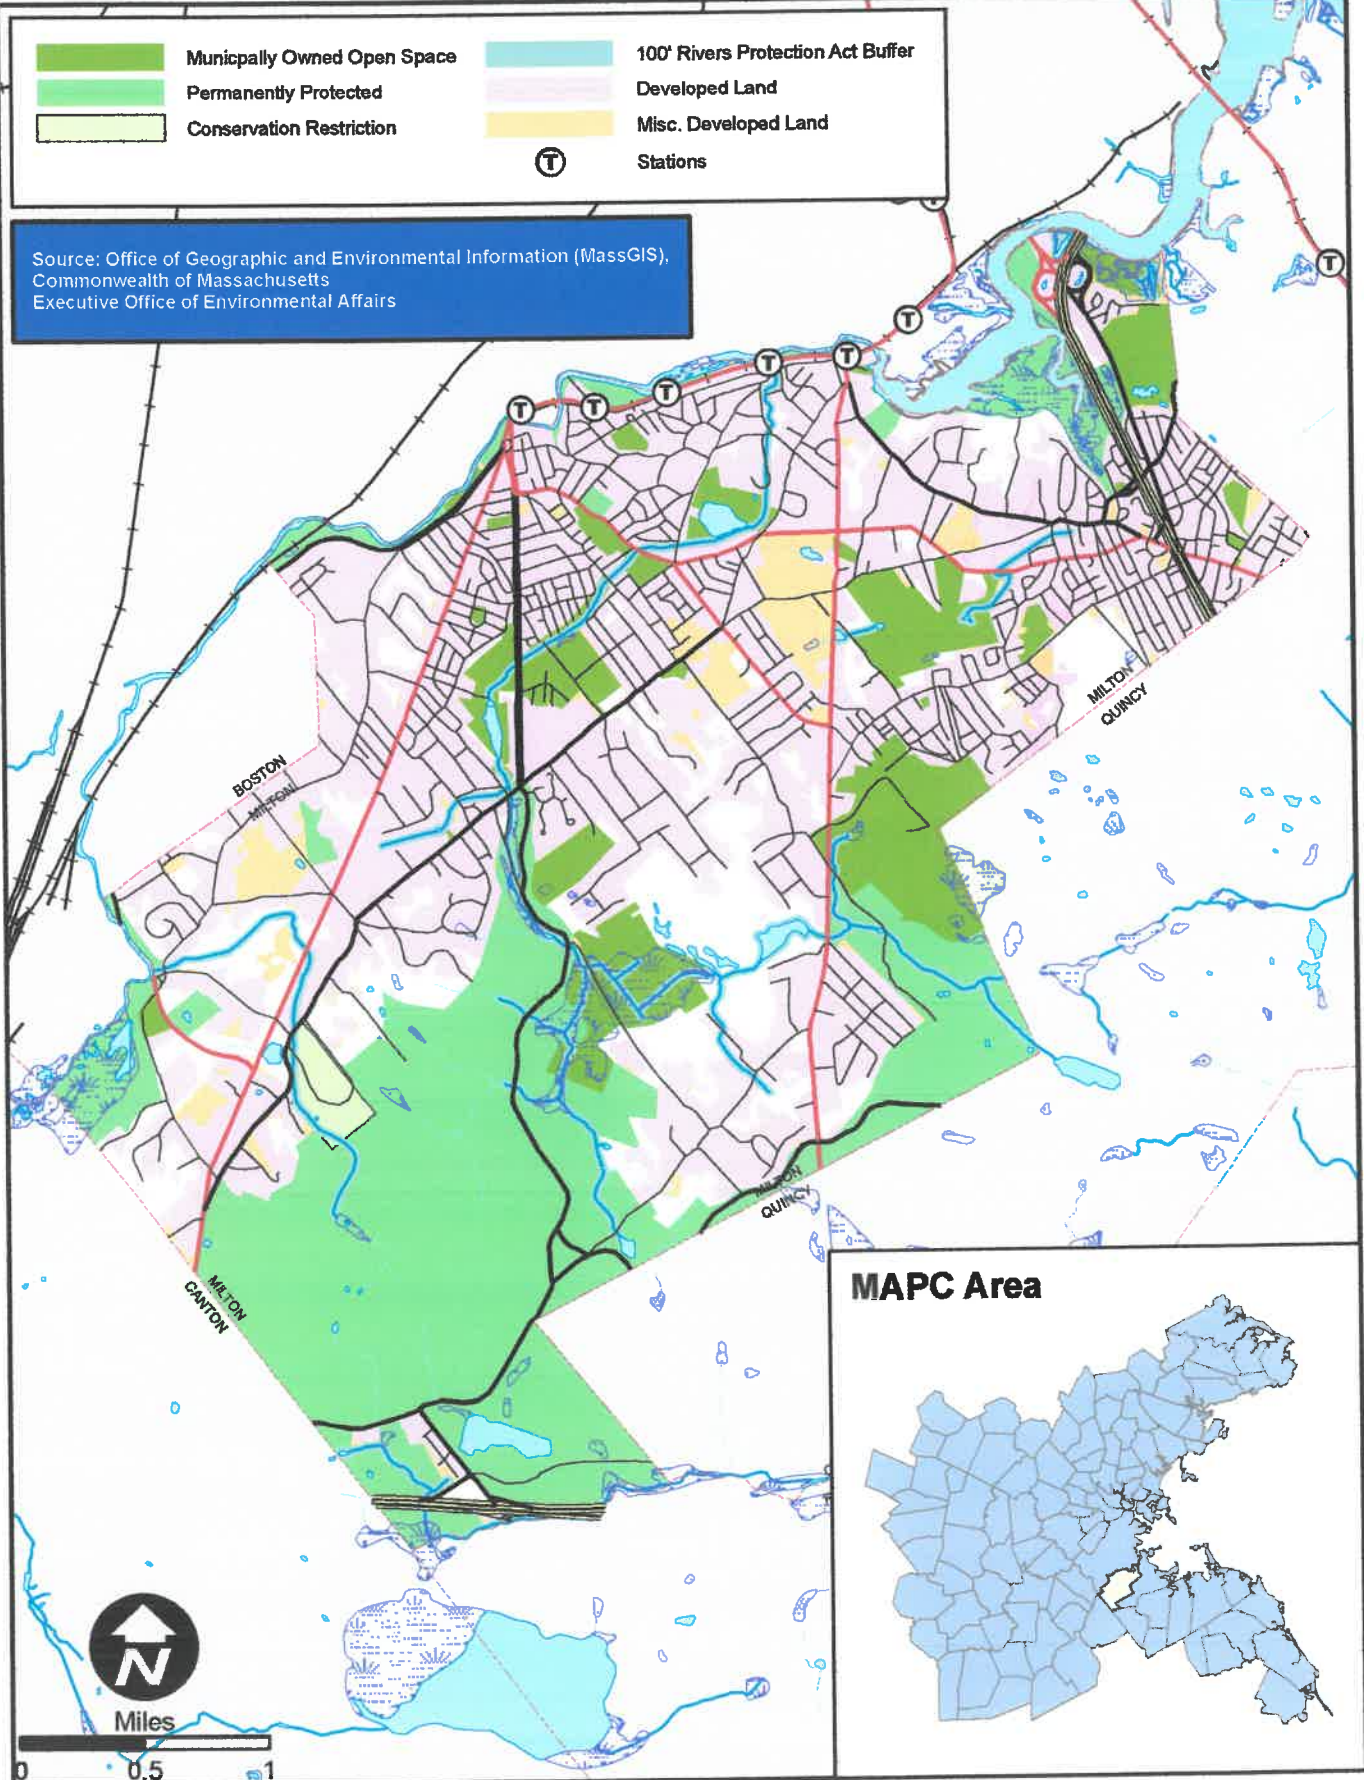 Municpally Owned Open Space
Permanently Protected
Conservation Restriction
100' Rivers Protection Act Buffer
Developed Land
Misc. Developed Land
T
Stations
Source: Office of Geographic and Environmental Information (MassGIS),
Commonwealth of Massachusetts
Executive Office of Environmental Affairs
T
T
T
T
T
T
T
T
MILTON
QUINCY
BOSTON
MILTON
MILTON
QUINCY
MILTON
CANTON
MAPC Area
N
Miles
0 0.5 1